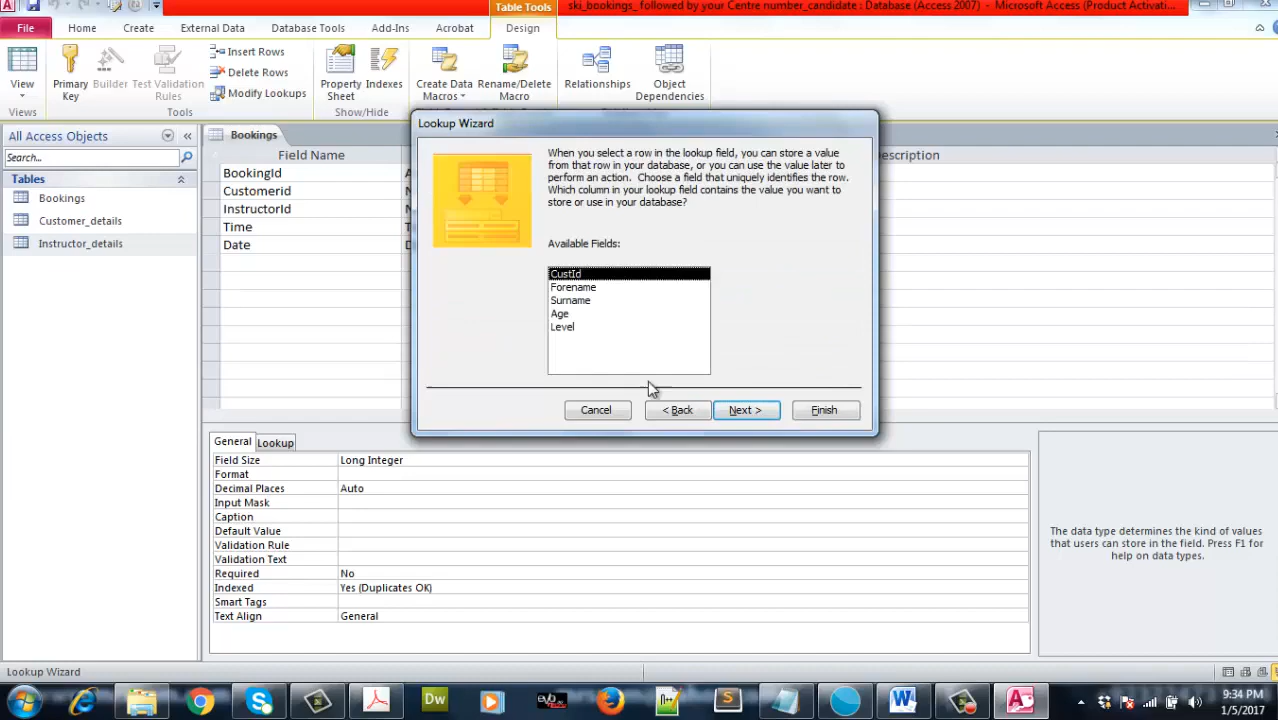 Table Tools
ski_bookings_ followed by your Centre number_candidate : Database (Access 2007) - Microsoft Access (Product Activati...
File Home Create External Data Database Tools Add-Ins Acrobat Design
View
Primary Key
Builder
Test Validation Rules
Insert Rows
Delete Rows
Modify Lookups
Property Sheet
Indexes
Create Data Macros
Rename/Delete Macro
Relationships
Object Dependencies
Views
Tools
Show/Hide
All Access Objects
Search...
Tables
Bookings
Customer_details
Instructor_details
Bookings
Field Name
Description
BookingId
Customerid
InstructorId
Time
Date
Lookup Wizard
When you select a row in the lookup field, you can store a value
from that row in your database, or you can use the value later to
perform an action. Choose a field that uniquely identifies the row.
Which column in your lookup field contains the value you want to
store or use in your database?
Available Fields:
CustId
Forename
Surname
Age
Level
Cancel < Back Next > Finish
General Lookup
Field Size Long Integer
Format
Decimal Places Auto
Input Mask
Caption
Default Value
Validation Rule
Validation Text
Required No
Indexed Yes (Duplicates OK)
Smart Tags
Text Align General
The data type determines the kind of values
that users can store in the field. Press F1 for
help on data types.
Lookup Wizard
Dw
W
9:34 PM
1/5/2017